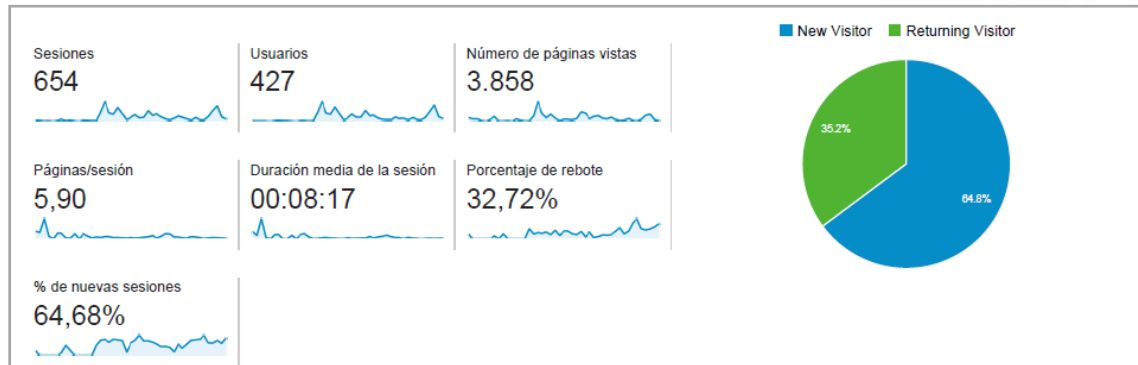 New Visitor
Returning Visitor
Sesiones
654
Usuarios
427
Número de páginas vistas
3.858
Páginas/sesión
5,90
Duración media de la sesión
00:08:17
Porcentaje de rebote
32,72%
% de nuevas sesiones
64,68%
35.2%
64.8%